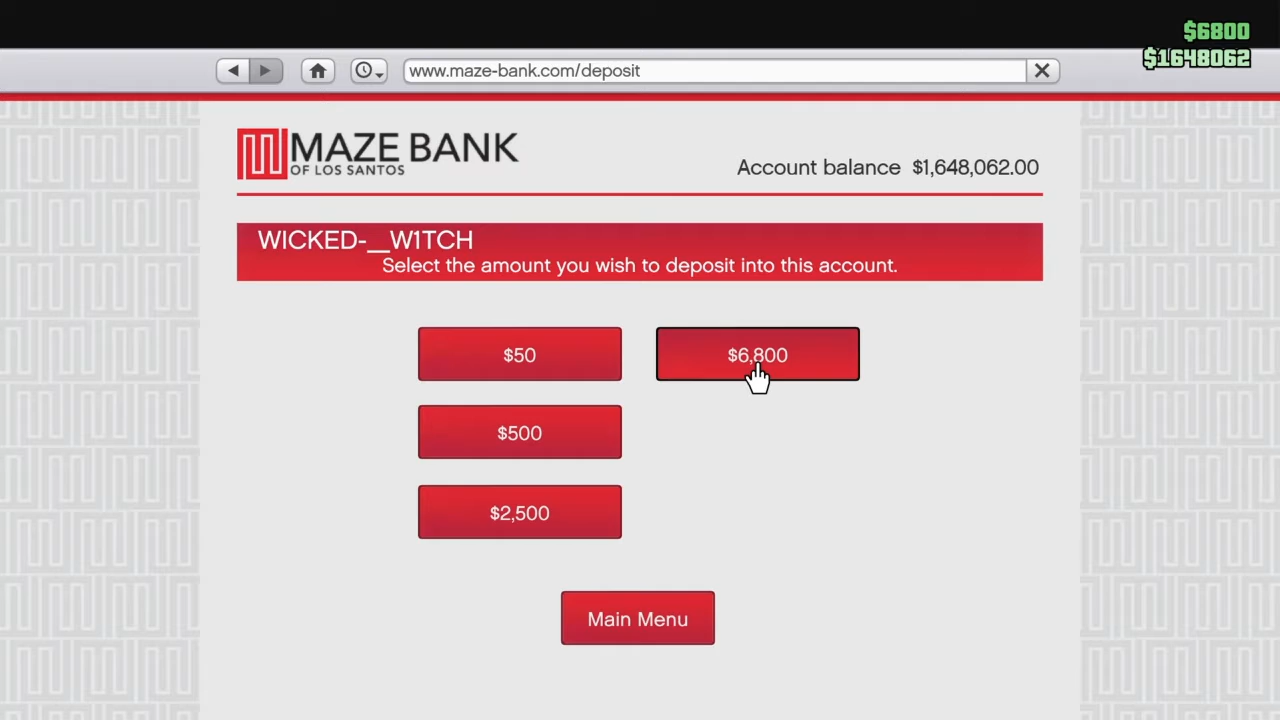 $6800
$1648062
www.maze-bank.com/deposit
MAZE BANK
OF LOS SANTOS
Account balance $1,648,062.00
WICKED-__W1TCH
Select the amount you wish to deposit into this account.
$50
$6,800
$500
$2,500
Main Menu